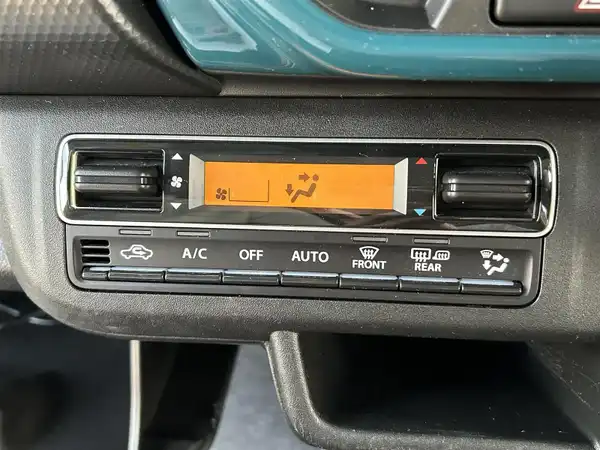 A/C OFF AUTO FRONT REAR